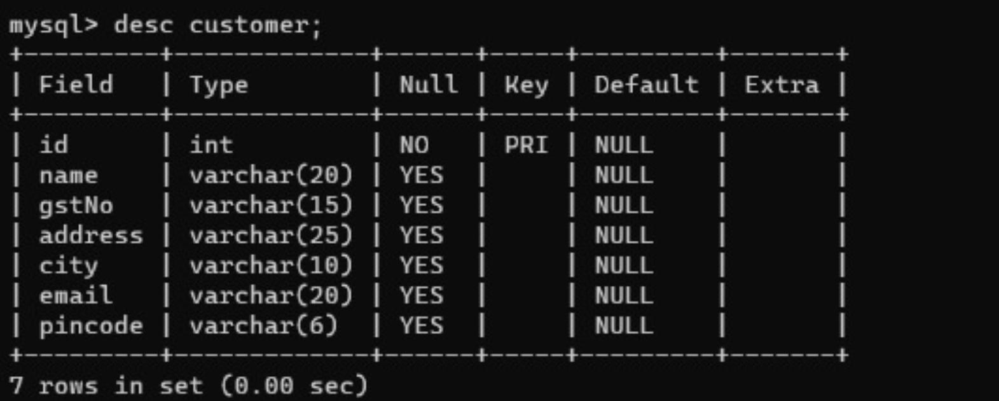 mysql> desc customer;
+---------+-------------+------+-----+---------+-------+
| Field   | Type        | Null | Key | Default | Extra |
+---------+-------------+------+-----+---------+-------+
| id      | int         | NO   | PRI | NULL    |       |
| name    | varchar(20) | YES  |     | NULL    |       |
| gstNo   | varchar(15) | YES  |     | NULL    |       |
| address | varchar(25) | YES  |     | NULL    |       |
| city    | varchar(10) | YES  |     | NULL    |       |
| email   | varchar(20) | YES  |     | NULL    |       |
| pincode | varchar(6)  | YES  |     | NULL    |       |
+---------+-------------+------+-----+---------+-------+
7 rows in set (0.00 sec)